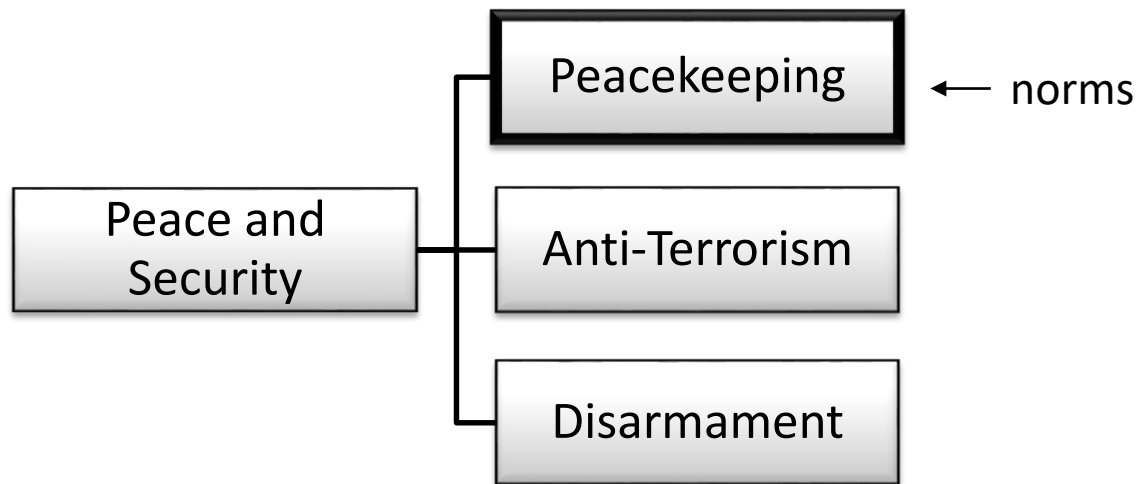 Peacekeeping
norms
Peace and
Security
Anti-Terrorism
Disarmament